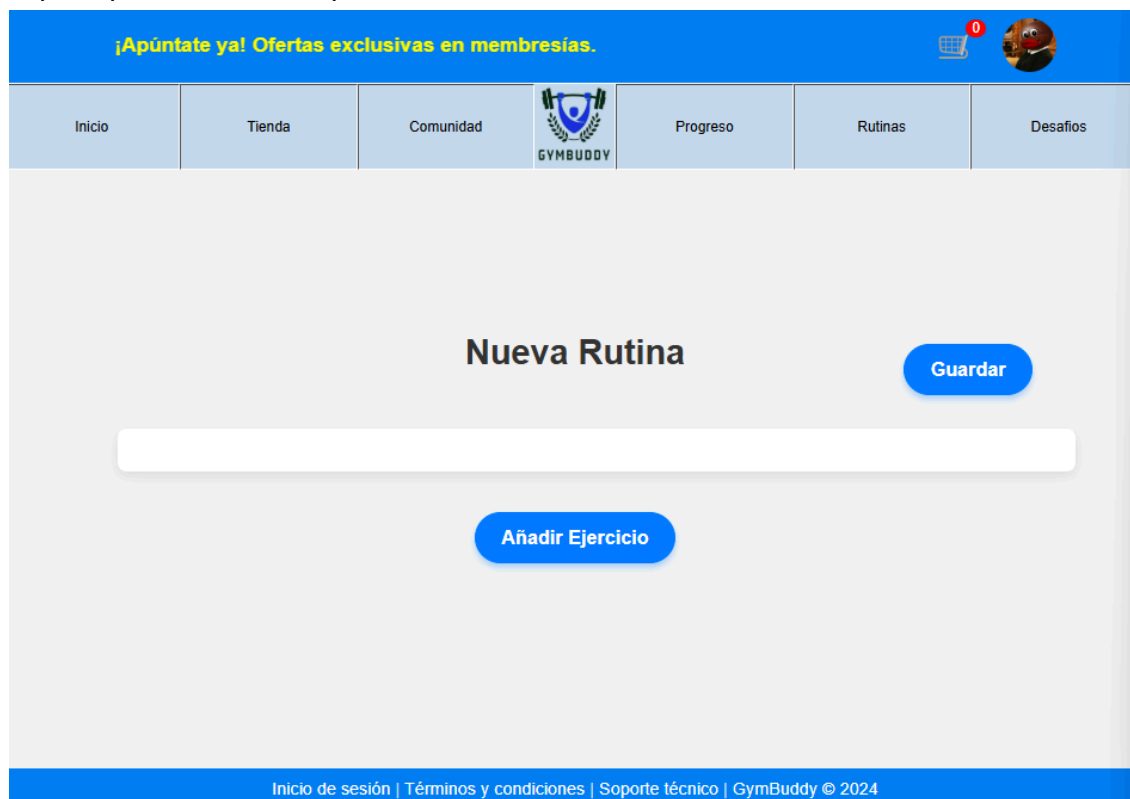 ¡Apúntate ya! Ofertas exclusivas en membresías.
0
Inicio
Tienda
Comunidad
GYMBUDDY
Progreso
Rutinas
Desafios
Nueva Rutina
Guardar
Añadir Ejercicio
Inicio de sesión | Términos y condiciones | Soporte técnico | GymBuddy © 2024